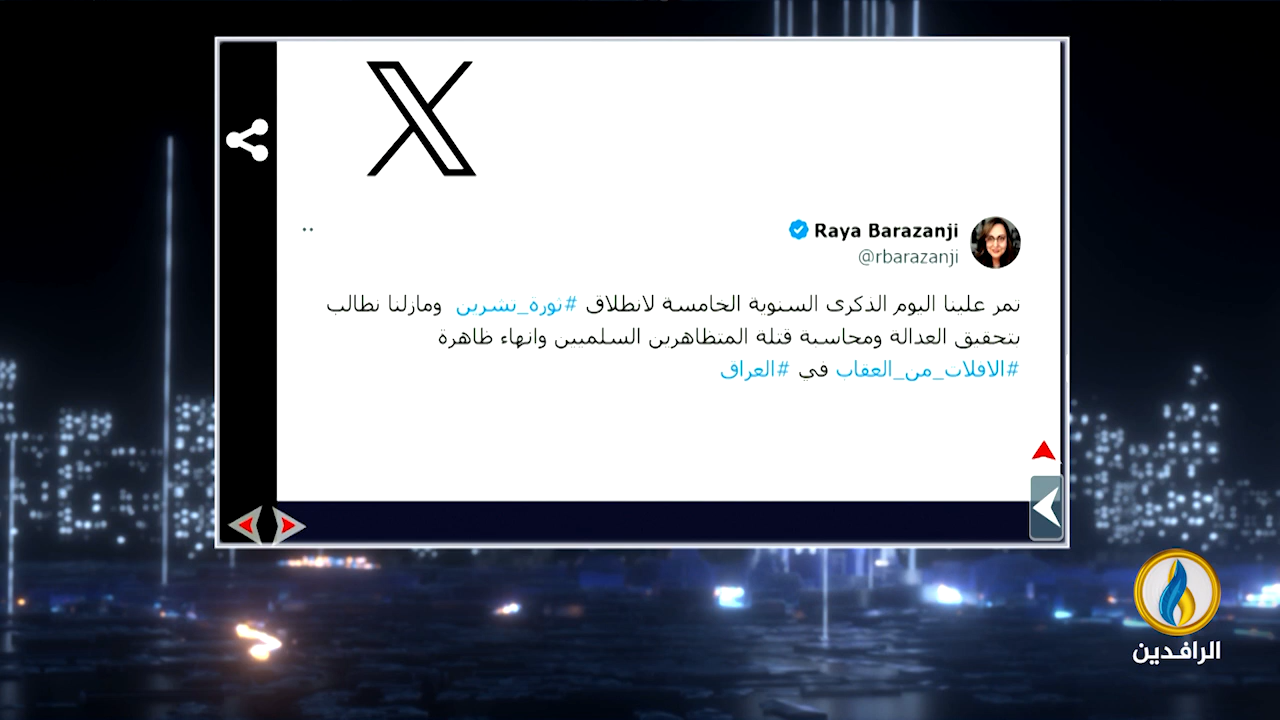 Raya Barazanji
@rbarazanji
تمر علينا اليوم الذكرى السنوية الخامسة لانطلاق #ثورة_تشرين ومازلنا نطالب
بتحقيق العدالة ومحاسبة قتلة المتظاهرين السلميين وانهاء ظاهرة
#الافلات_من_العقاب في #العراق
الرافدين